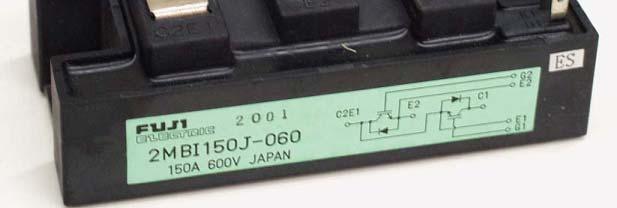 C2E
ES
FUJI ELECTRIC 2001
2MBI150J-060
150A 600V JAPAN
G2
E2
C2E1
E2
C1
E1
G1